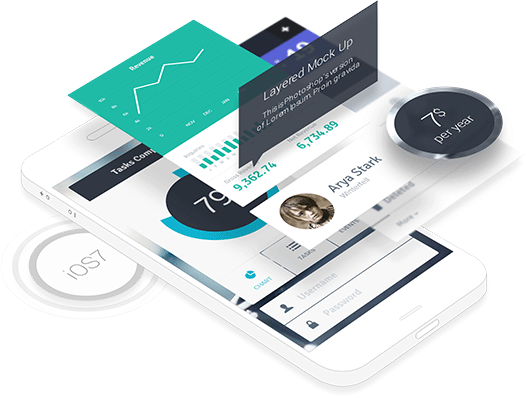 Revenue
NOV
DEC
JAN
49
Layered Mock Up
This is Photoshop's version
of Lorem Ipsum. Proin gravida
7$
per year
Tasks Com
9,362.74
6,734.89
79
Arya Stark
Winterfell
Deleted
More
EVENTS
TASKS
CHART
iOS7
Username
Password